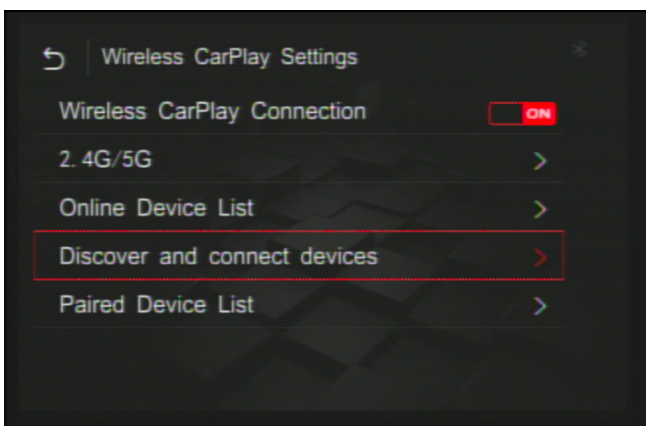 Wireless CarPlay Settings
Wireless CarPlay Connection ON
2.4G/5G
Online Device List
Discover and connect devices
Paired Device List